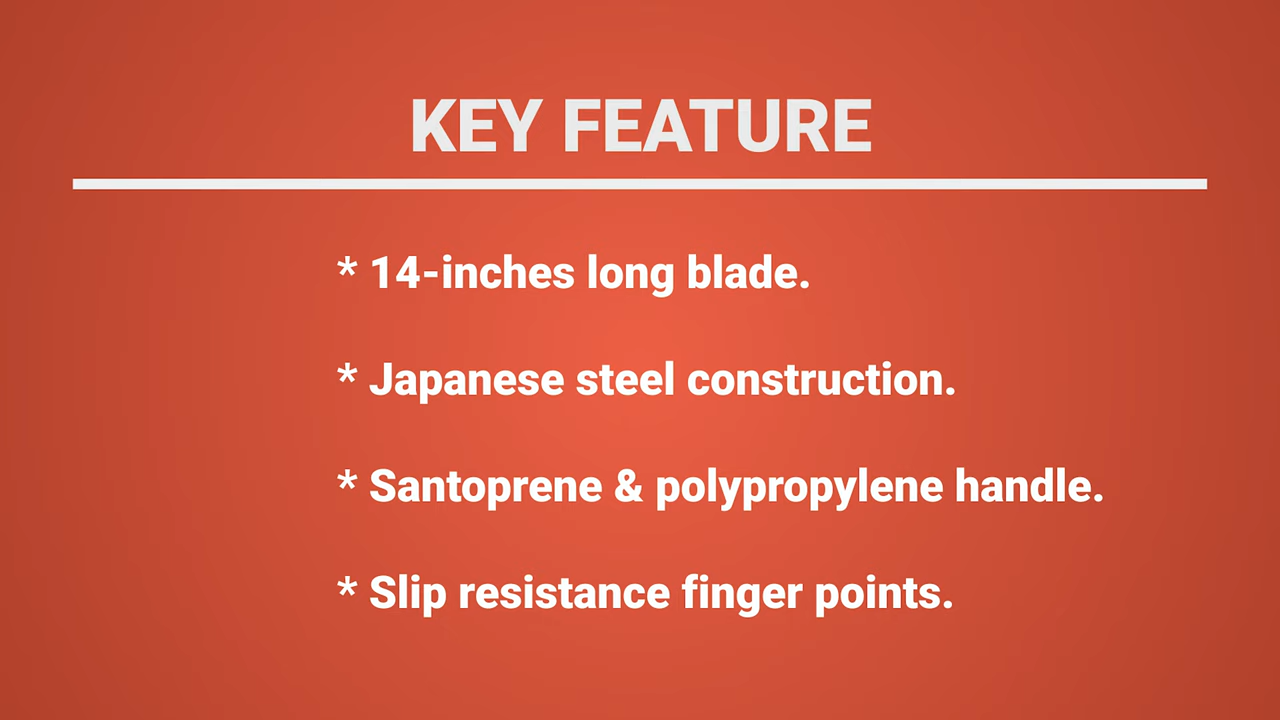 KEY FEATURE
* 14-inches long blade.
* Japanese steel construction.
* Santoprene & polypropylene handle.
* Slip resistance finger points.